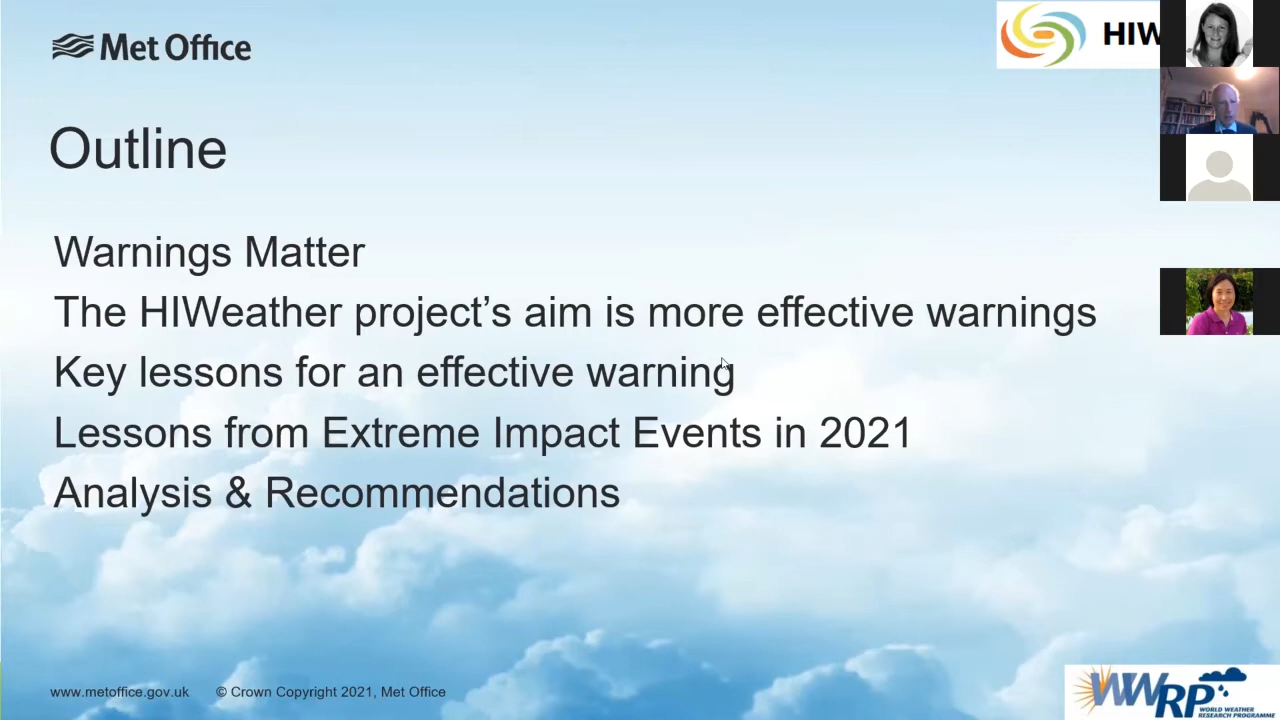 Met Office
HIW
Outline
Warnings Matter
The HIWeather project’s aim is more effective warnings
Key lessons for an effective warning
Lessons from Extreme Impact Events in 2021
Analysis & Recommendations
www.metoffice.gov.uk © Crown Copyright 2021, Met Office
WWRP
WORLD WEATHER
RESEARCH PROGRAMME